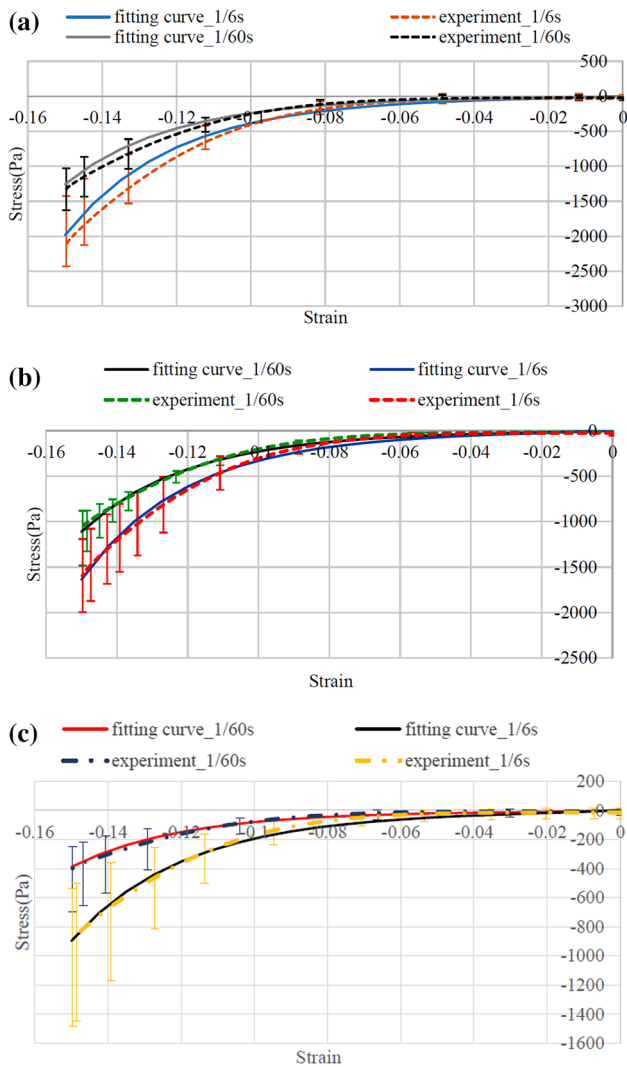 (a)
fitting curve_1/6s experiment_1/6s
fitting curve_1/60s experiment_1/60s
500
-0.16 -0.14 -0.12 -0.1 -0.08 -0.06 -0.04 -0.02 0 0
-500
-1000
-1500
-2000
-2500
-3000
Stress(Pa)
Strain
(b)
fitting curve_1/60s fitting curve_1/6s
experiment_1/60s experiment_1/6s
-0.16 -0.14 -0.12 -0.1 -0.08 -0.06 -0.04 -0.02 0 0
-500
-1000
-1500
-2000
-2500
Stress(Pa)
Strain
(c)
fitting curve_1/60s fitting curve_1/6s
experiment_1/60s experiment_1/6s
200
0
-0.16 -0.14 -0.12 -0.1 -0.08 -0.06 -0.04 -0.02 0
-200
-400
-600
-800
-1000
-1200
-1400
-1600
Stress(Pa)
Strain